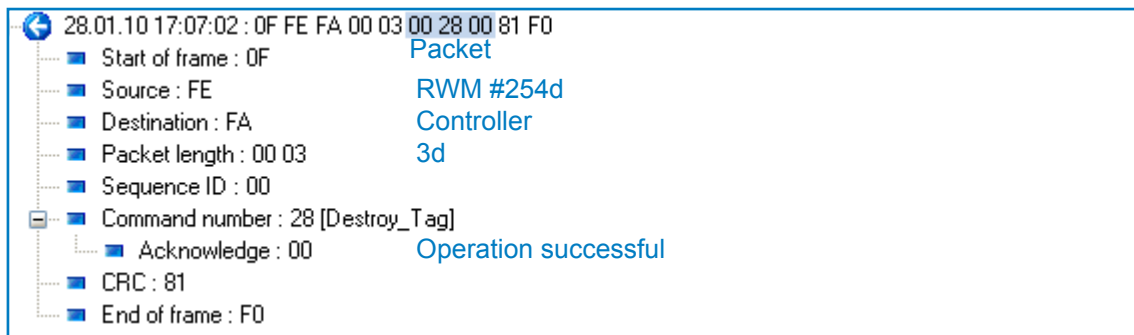 28.01.10 17:07:02 : 0F FE FA 00 03 00 28 00 81 F0
Packet
Start of frame : 0F
Source : FE RWM #254d
Destination : FA Controller
Packet length : 00 03 3d
Sequence ID : 00
Command number : 28 [Destroy_Tag]
Acknowledge : 00 Operation successful
CRC : 81
End of frame : F0